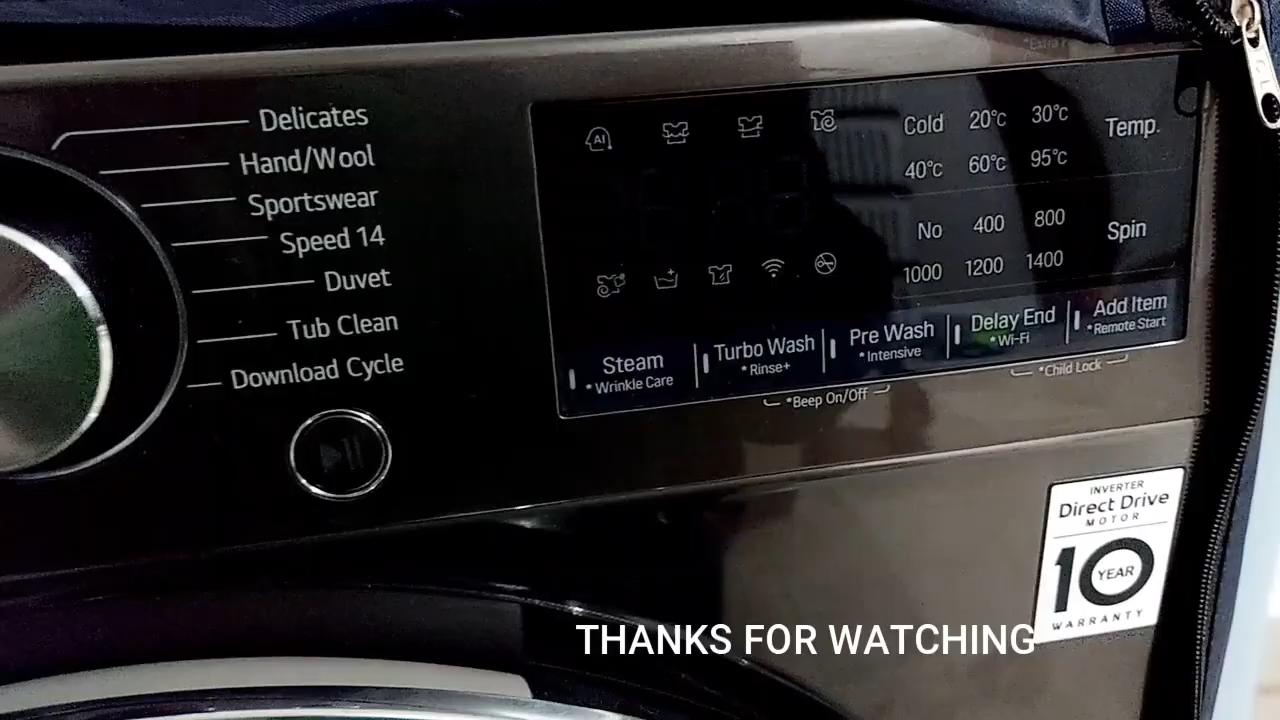 Delicates
Hand/Wool
Sportswear
Speed 14
Duvet
Tub Clean
Download Cycle
AI
Cold 20°c 30°c Temp.
40°c 60°c 95°c
No 400 800 Spin
1000 1200 1400
Steam Turbo Wash Pre Wash Delay End Add Item
*Wrinkle Care *Rinse+ *Intensive *Wi-Fi *Remote Start
*Beep On/Off *Child Lock
INVERTER
Direct Drive
MOTOR
10 YEAR
WARRANTY
THANKS FOR WATCHING